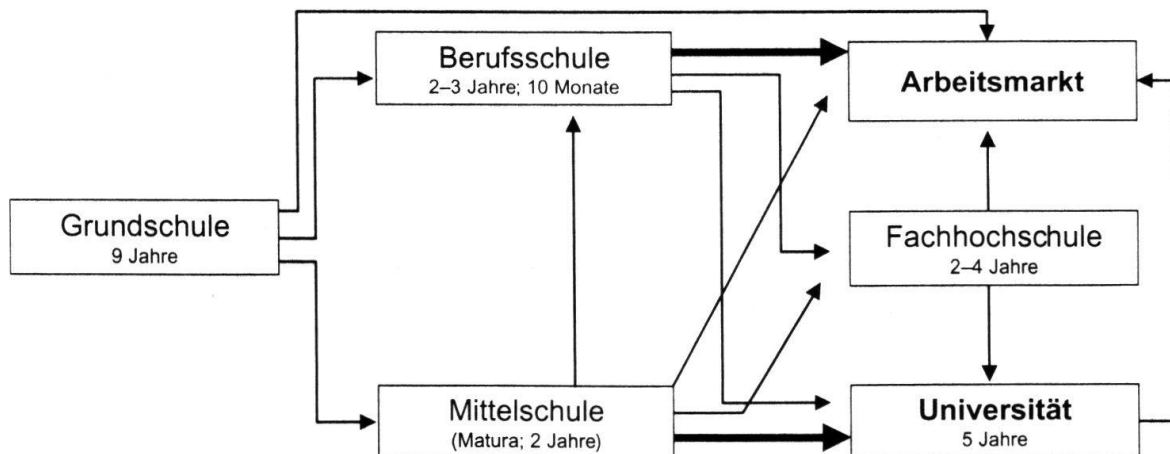 Berufsschule
2–3 Jahre; 10 Monate
Arbeitsmarkt
Grundschule
9 Jahre
Fachhochschule
2–4 Jahre
Mittelschule
(Matura; 2 Jahre)
Universität
5 Jahre